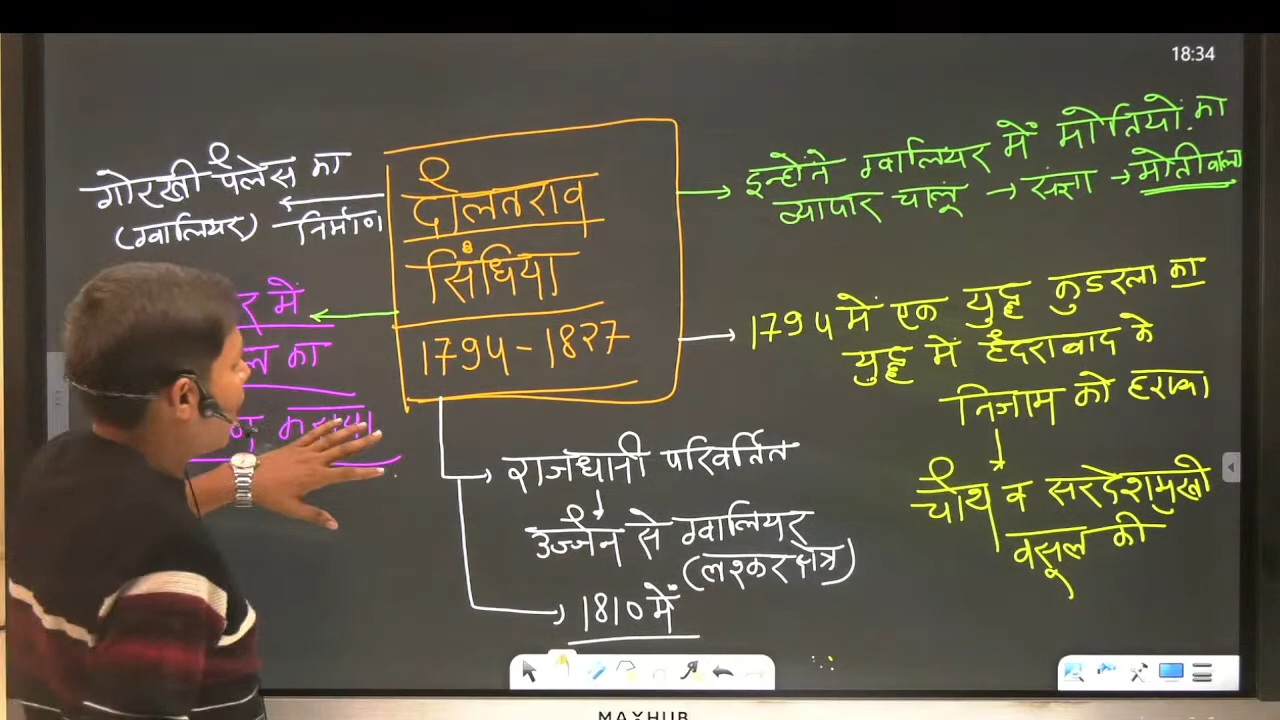 18:34
गोरखी पैलेस का
(ग्वालियर) निर्माण
दौलतराव
सिंधिया
1794-1827
इन्होने ग्वालियर में मोतियों का
व्यापार चालू → संज्ञा → मोतीवाला
1794 में एक युद्ध कुडरला का
युद्ध में हैदराबाद के
निजाम को हराका
चौथ व सरदेशमुखी
वसूल की
में
का
राजधानी परिवर्तित
उज्जैन से ग्वालियर
(लश्कर क्षेत्र)
1810 में
MAXHUB